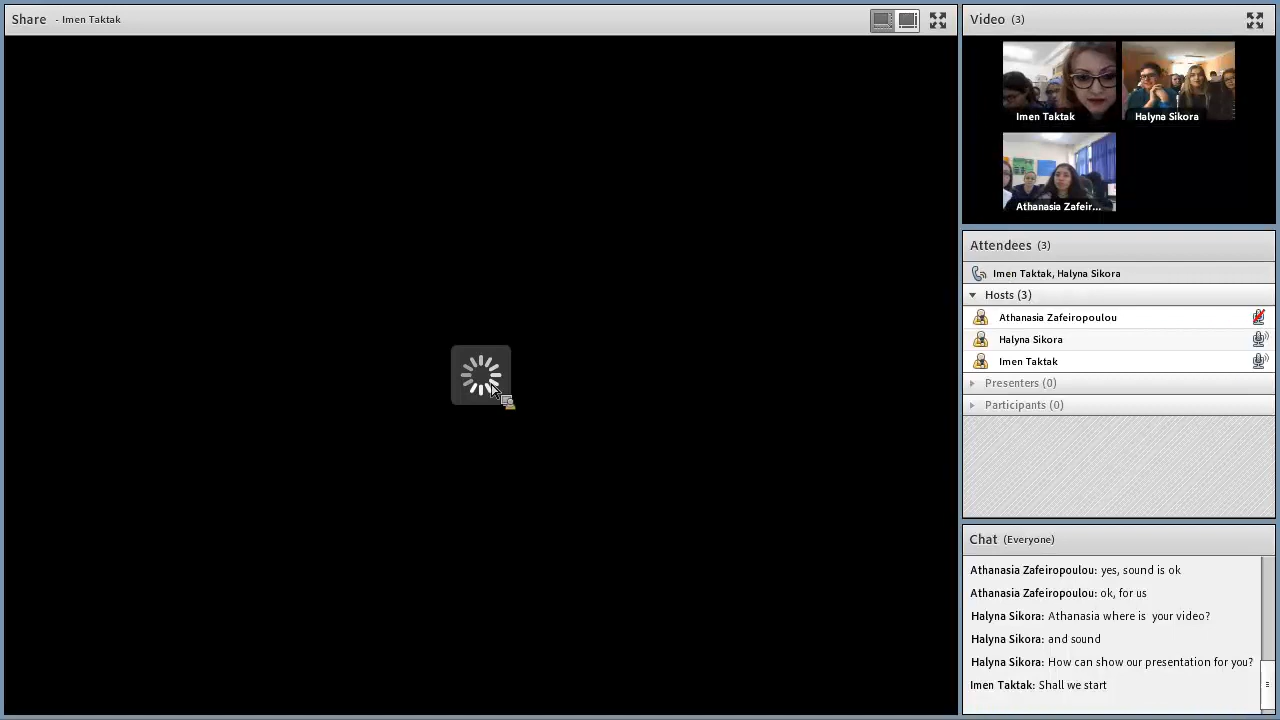 Share - Imen Taktak
Video (3)
Imen Taktak
Halyna Sikora
Athanasia Zafeir...
Attendees (3)
Imen Taktak, Halyna Sikora
Hosts (3)
Athanasia Zafeiropoulou
Halyna Sikora
Imen Taktak
Presenters (0)
Participants (0)
Chat (Everyone)
Athanasia Zafeiropoulou: yes, sound is ok
Athanasia Zafeiropoulou: ok, for us
Halyna Sikora: Athanasia where is your video?
Halyna Sikora: and sound
Halyna Sikora: How can show our presentation for you?
Imen Taktak: Shall we start